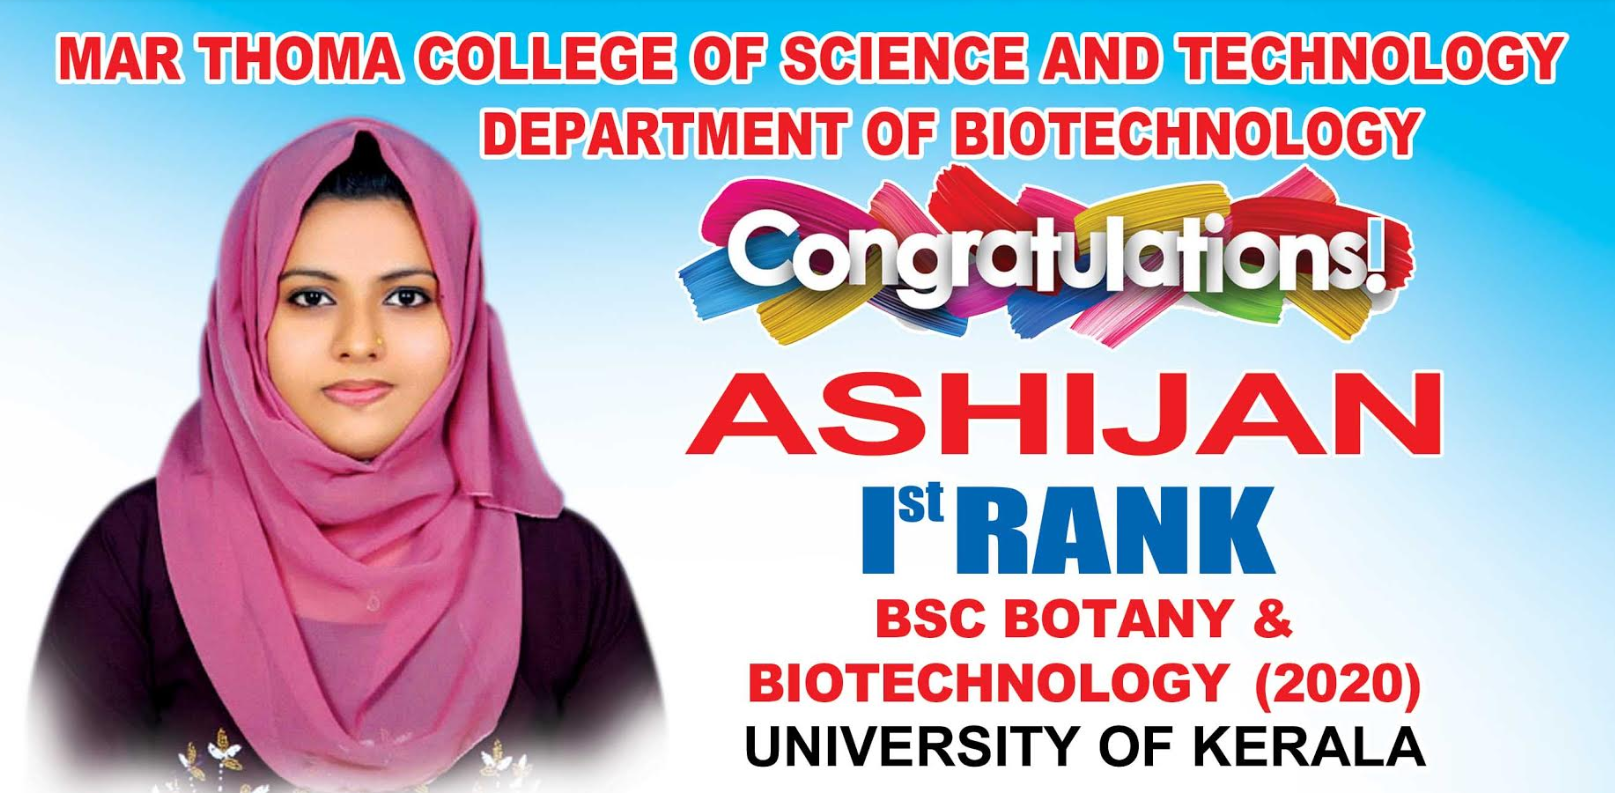 MAR THOMA COLLEGE OF SCIENCE AND TECHNOLOGY
DEPARTMENT OF BIOTECHNOLOGY
Congratulations!
ASHIJAN
Ist RANK
BSC BOTANY &
BIOTECHNOLOGY (2020)
UNIVERSITY OF KERALA